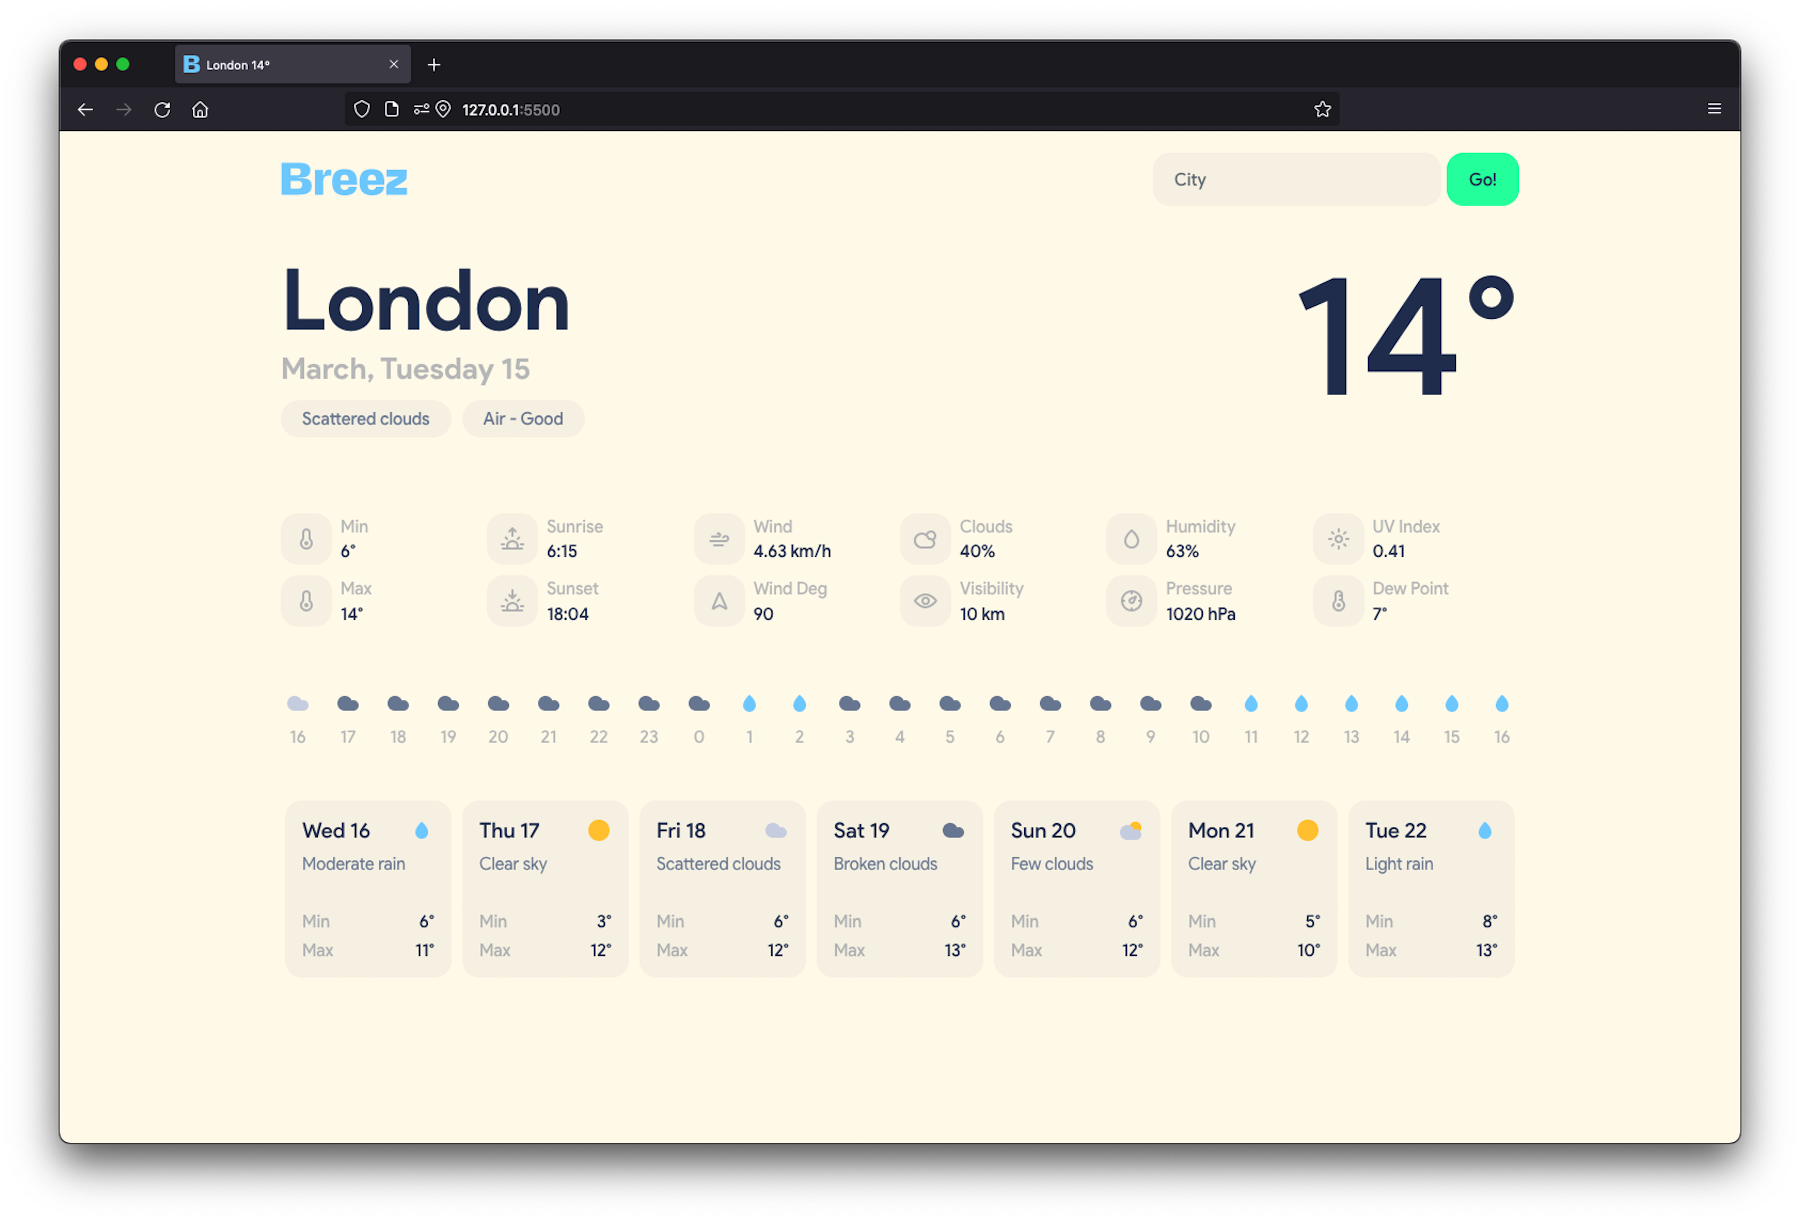 B London 14°
127.0.0.1:5500
Breez
City
Go!
London
14°
March, Tuesday 15
Scattered clouds
Air - Good
Min
6°
Sunrise
6:15
Wind
4.63 km/h
Clouds
40%
Humidity
63%
UV Index
0.41
Max
14°
Sunset
18:04
Wind Deg
90
Visibility
10 km
Pressure
1020 hPa
Dew Point
7°
16 17 18 19 20 21 22 23 0 1 2 3 4 5 6 7 8 9 10 11 12 13 14 15 16
Wed 16
Moderate rain
Min 6°
Max 11°
Thu 17
Clear sky
Min 3°
Max 12°
Fri 18
Scattered clouds
Min 6°
Max 12°
Sat 19
Broken clouds
Min 6°
Max 13°
Sun 20
Few clouds
Min 6°
Max 12°
Mon 21
Clear sky
Min 5°
Max 10°
Tue 22
Light rain
Min 8°
Max 13°